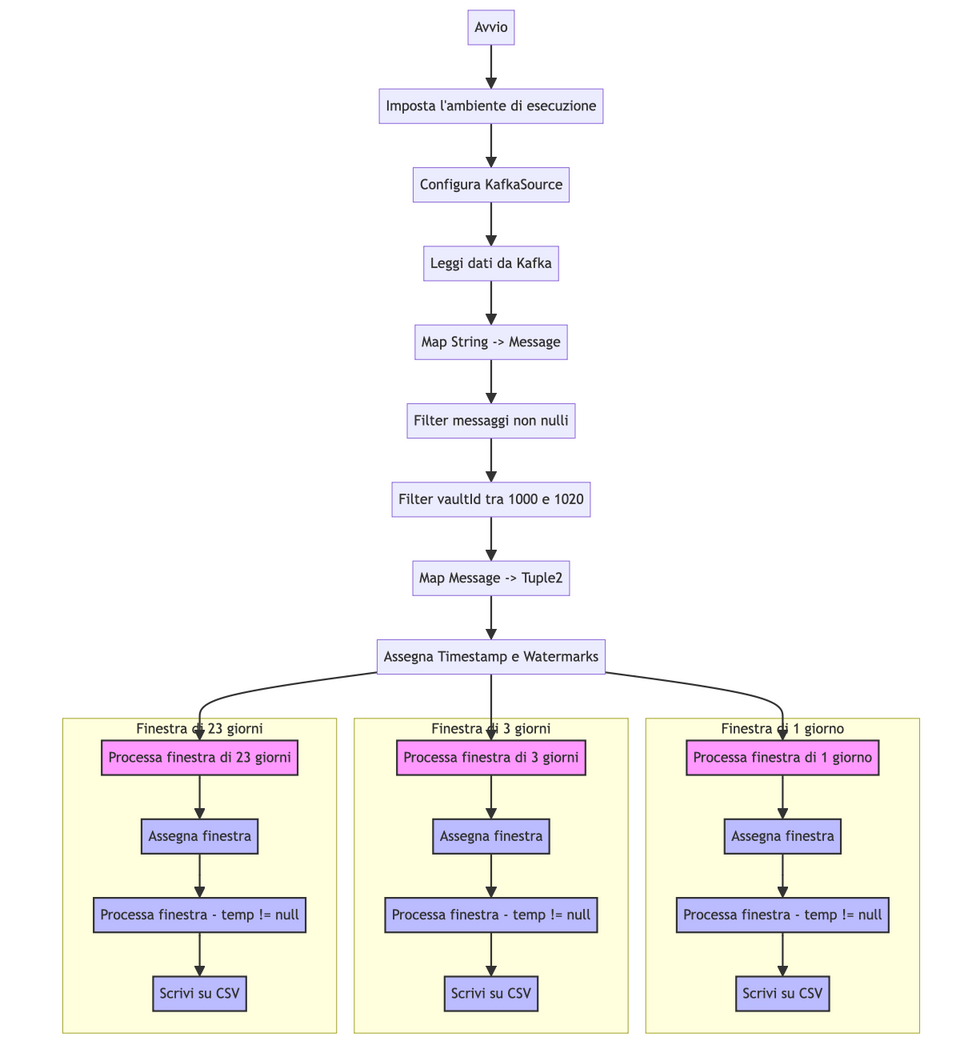 Avvio
Imposta l'ambiente di esecuzione
Configura KafkaSource
Leggi dati da Kafka
Map String -> Message
Filter messaggi non nulli
Filter vaultId tra 1000 e 1020
Map Message -> Tuple2
Assegna Timestamp e Watermarks
Finestra di 23 giorni
Processa finestra di 23 giorni
Assegna finestra
Processa finestra - temp != null
Scrivi su CSV
Finestra di 3 giorni
Processa finestra di 3 giorni
Assegna finestra
Processa finestra - temp != null
Scrivi su CSV
Finestra di 1 giorno
Processa finestra di 1 giorno
Assegna finestra
Processa finestra - temp != null
Scrivi su CSV